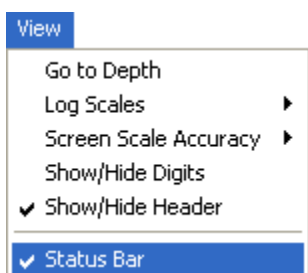 View
Go to Depth
Log Scales
Screen Scale Accuracy
Show/Hide Digits
Show/Hide Header
Status Bar